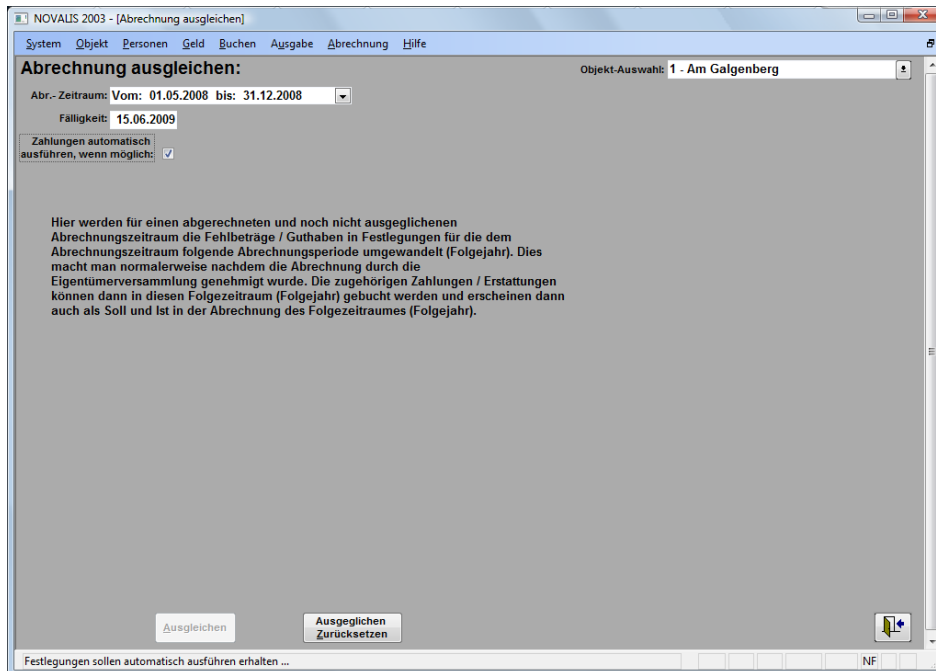 NOVALIS 2003 - [Abrechnung ausgleichen]
System Objekt Personen Geld Buchen Ausgabe Abrechnung Hilfe
Abrechnung ausgleichen:
Objekt-Auswahl: 1 - Am Galgenberg
Abr.- Zeitraum: Vom: 01.05.2008 bis: 31.12.2008
Fälligkeit: 15.06.2009
Zahlungen automatisch
ausführen, wenn möglich:
Hier werden für einen abgerechneten und noch nicht ausgeglichenen
Abrechnungszeitraum die Fehlbeträge / Guthaben in Festlegungen für die dem
Abrechnungszeitraum folgende Abrechnungsperiode umgewandelt (Folgejahr). Dies
macht man normalerweise nachdem die Abrechnung durch die
Eigentümerversammlung genehmigt wurde. Die zugehörigen Zahlungen / Erstattungen
können dann in diesen Folgezeitraum (Folgejahr) gebucht werden und erscheinen dann
auch als Soll und Ist in der Abrechnung des Folgezeitraumes (Folgejahr).
Ausgleichen
Ausgeglichen
Zurücksetzen
Festlegungen sollen automatisch ausführen erhalten ...
NF